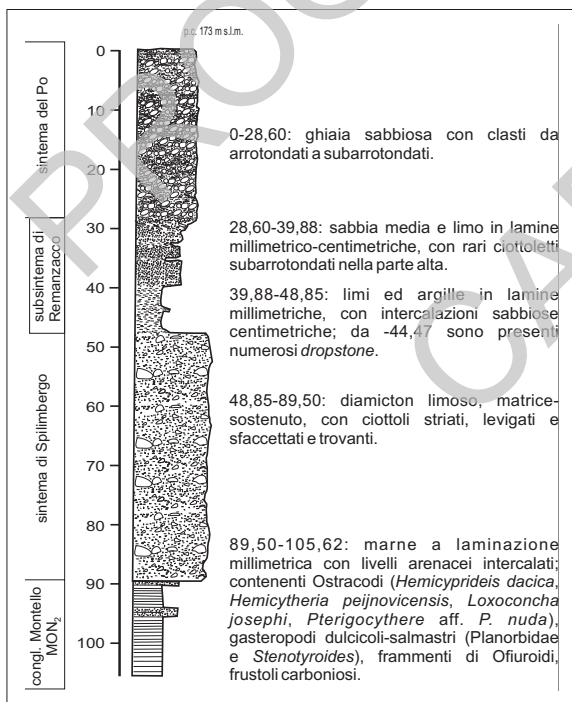 p.c. 173 m s.l.m.
0
10
20
30
40
50
60
70
80
90
100
sintema del Po
subsintema di
Remanzacco
sintema di Spilimbergo
congl. Montello
MON2
0-28,60: ghiaia sabbiosa con clasti da
arrotondati a subarrotondati.
28,60-39,88: sabbia media e limo in lamine
millimetrico-centimetriche, con rari ciottoletti
subarrotondati nella parte alta.
39,88-48,85: limi ed argille in lamine
millimetriche, con intercalazioni sabbiose
centimetriche; da -44,47 sono presenti
numerosi dropstone.
48,85-89,50: diamicton limoso, matrice-
sostenuto, con ciottoli striati, levigati e
sfaccettati e trovanti.
89,50-105,62: marne a laminazione
millimetrica con livelli arenacei intercalati;
contenenti Ostracodi (Hemicyprideis dacica,
Hemicytheria peijnovicensis, Loxoconcha
josephi, Pterigocythere aff. P. nuda),
gasteropodi dulcicoli-salmastri (Planorbidae
e Stenotyroides), frammenti di Ofiuroidi,
frustoli carboniosi.